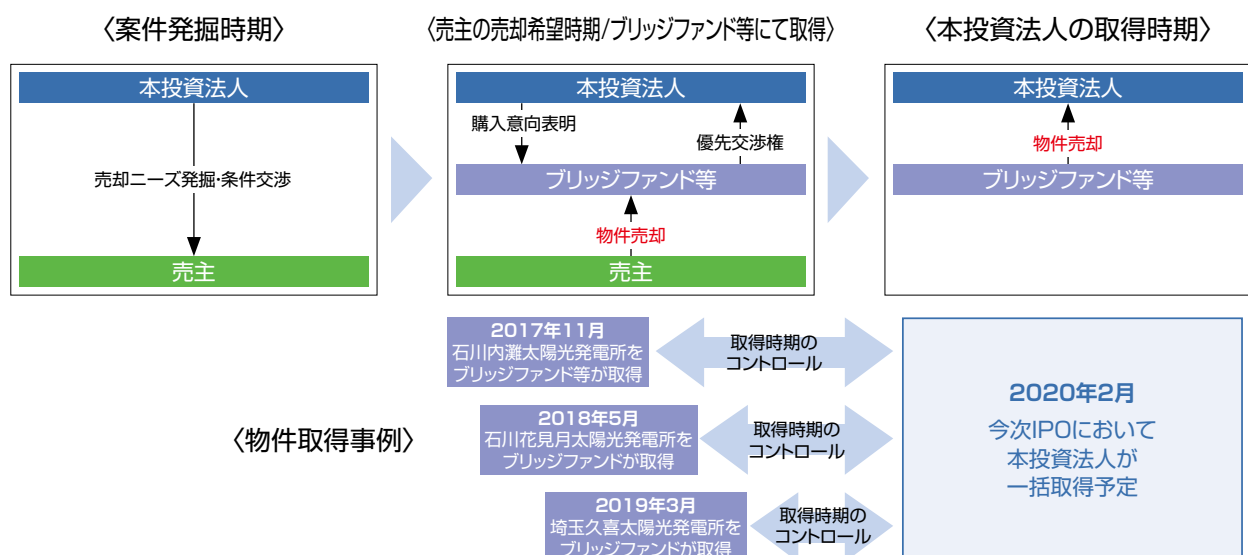 〈案件発掘時期〉
本投資法人
売却ニーズ発掘・条件交渉
売主
〈売主の売却希望時期/ブリッジファンド等にて取得〉
本投資法人
購入意向表明
優先交渉権
ブリッジファンド等
物件売却
売主
〈本投資法人の取得時期〉
本投資法人
物件売却
ブリッジファンド等
〈物件取得事例〉
2017年11月
石川内灘太陽光発電所を
ブリッジファンド等が取得
取得時期の
コントロール
2018年5月
石川花見月太陽光発電所を
ブリッジファンドが取得
取得時期の
コントロール
2019年3月
埼玉久喜太陽光発電所を
ブリッジファンドが取得
取得時期の
コントロール
2020年2月
今次IPOにおいて
本投資法人が
一括取得予定